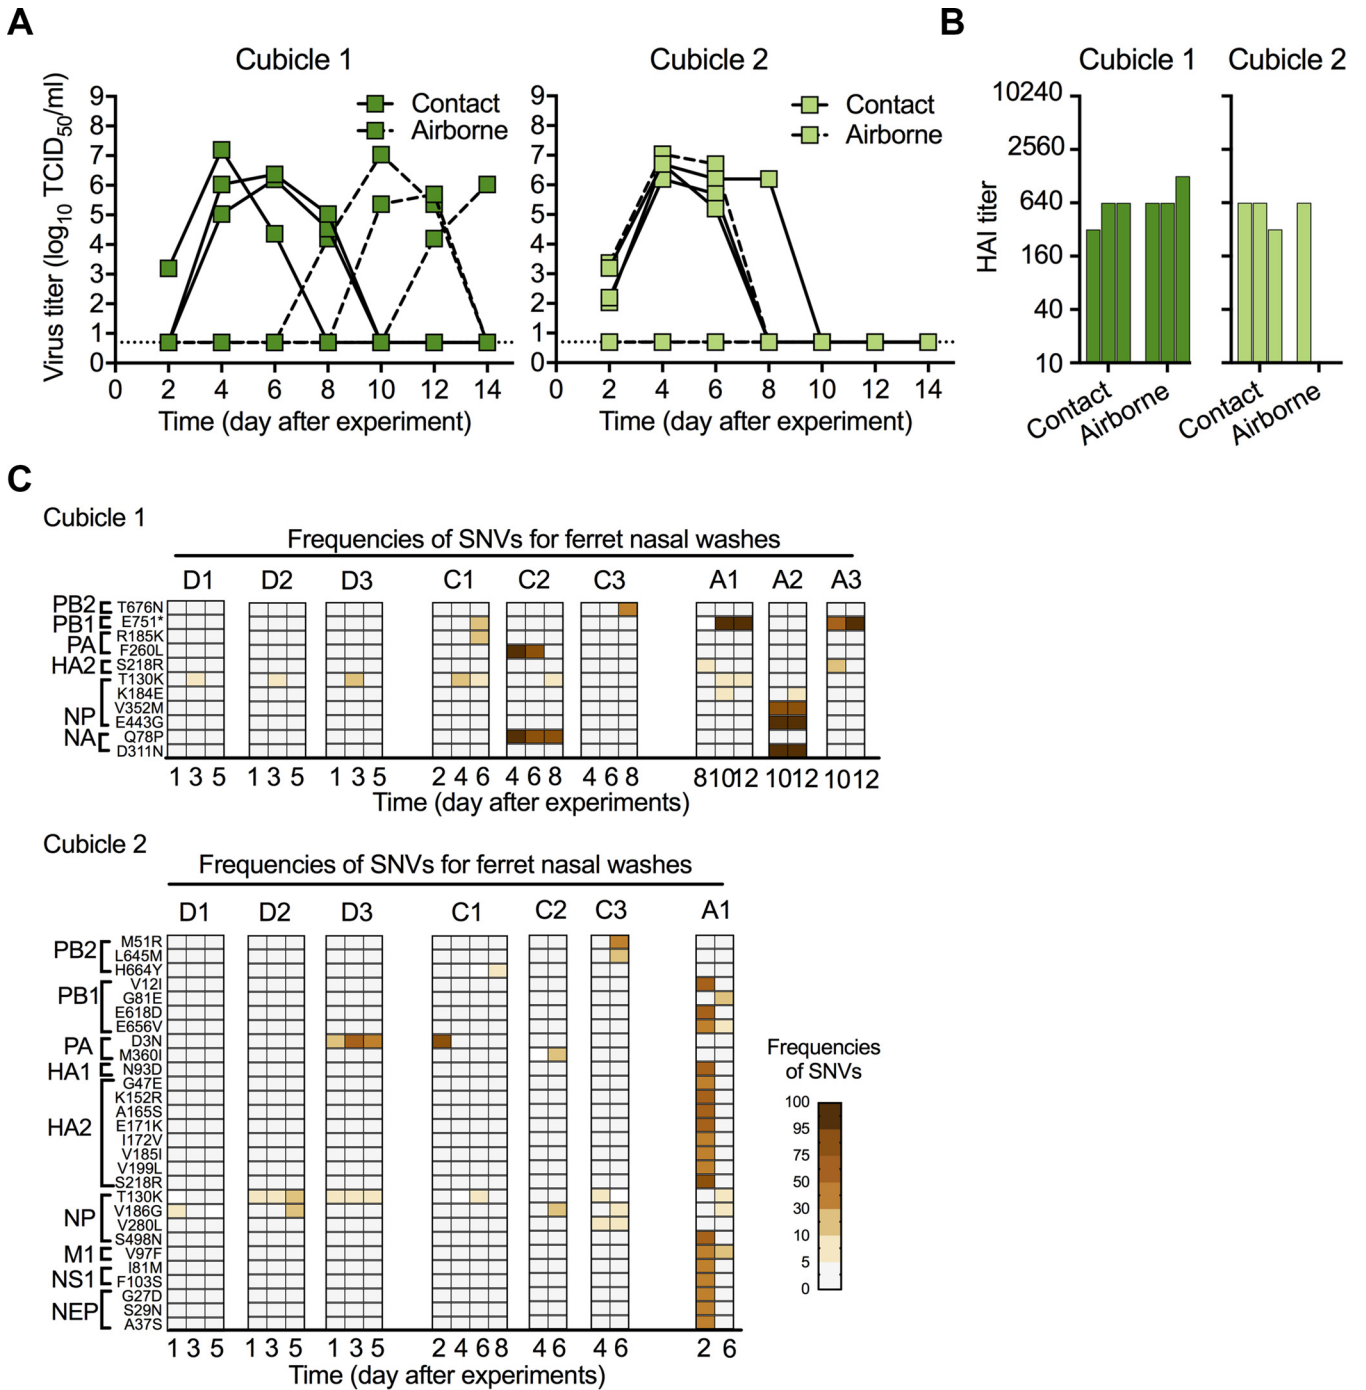 A
Cubicle 1
Cubicle 2
Virus titer (log10 TCID50/ml)
9
8
7
6
5
4
3
2
1
0
Contact
Airborne
0 2 4 6 8 10 12 14
Time (day after experiment)
9
8
7
6
5
4
3
2
1
0
Contact
Airborne
0 2 4 6 8 10 12 14
Time (day after experiment)
B
Cubicle 1 Cubicle 2
HAI titer
10240
2560
640
160
40
10
Contact
Airborne
Contact
Airborne
C
Cubicle 1
Frequencies of SNVs for ferret nasal washes
D1 D2 D3 C1 C2 C3 A1 A2 A3
PB2 T676N
PB1 E751*
PA R185K
F260L
HA2 S218R
NP T130K
K184E
V352M
E443G
NA Q78P
D311N
1 3 5 1 3 5 1 3 5 2 4 6 4 6 8 4 6 8 8 10 12 10 12 10 12
Time (day after experiments)
Cubicle 2
Frequencies of SNVs for ferret nasal washes
D1 D2 D3 C1 C2 C3 A1
PB2 M51R
L645M
H664Y
PB1 V12I
G81E
E618D
E656V
PA D3N
M360I
HA1 N93D
HA2 G47E
K152R
A165S
E171K
I172V
V185I
V199L
S218R
NP T130K
V186G
V280L
S498N
M1 V97F
NS1 I81M
F103S
NEP G27D
S29N
A37S
1 3 5 1 3 5 1 3 5 2 4 6 8 4 6 4 6 2 6
Time (day after experiments)
Frequencies
of SNVs
100
95
75
50
30
10
5
0